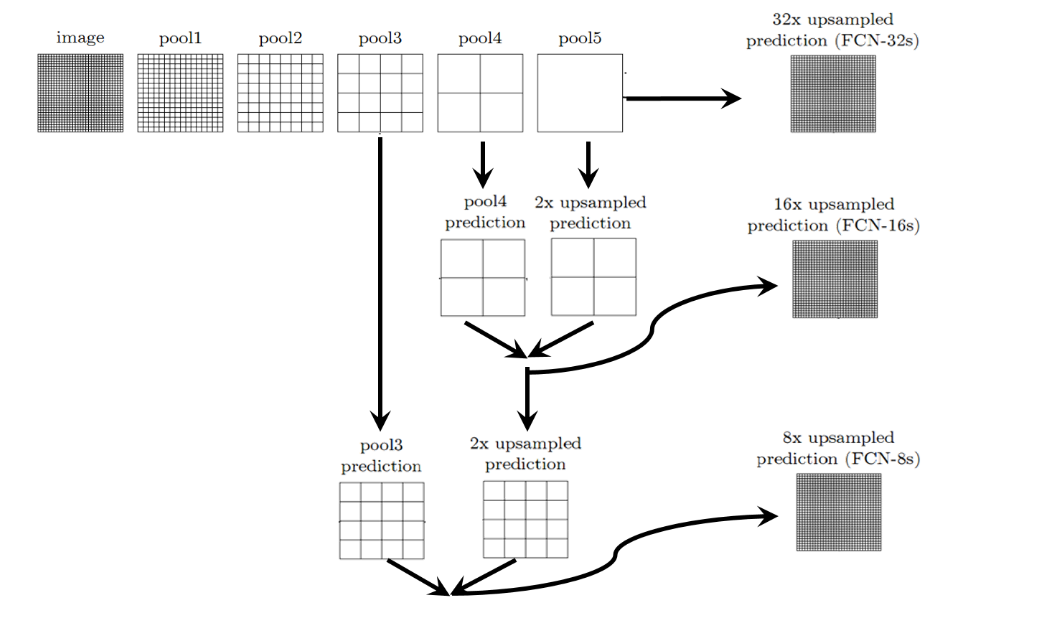 image
pool1
pool2
pool3
pool4
pool5
32x upsampled
prediction (FCN-32s)
pool4
prediction
2x upsampled
prediction
16x upsampled
prediction (FCN-16s)
pool3
prediction
2x upsampled
prediction
8x upsampled
prediction (FCN-8s)